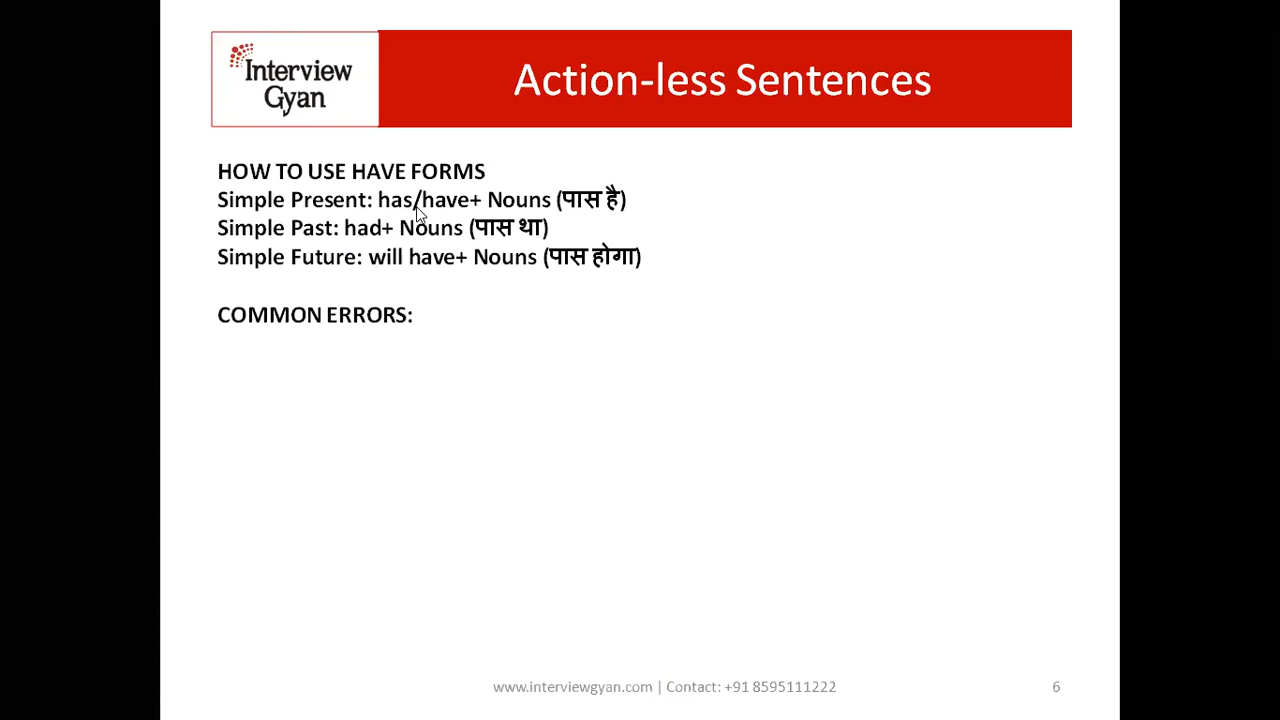 Interview
Gyan
Action-less Sentences
HOW TO USE HAVE FORMS
Simple Present: has/have+ Nouns (पास है)
Simple Past: had+ Nouns (पास था)
Simple Future: will have+ Nouns (पास होगा)
COMMON ERRORS:
www.interviewgyan.com | Contact: +91 8595111222
6